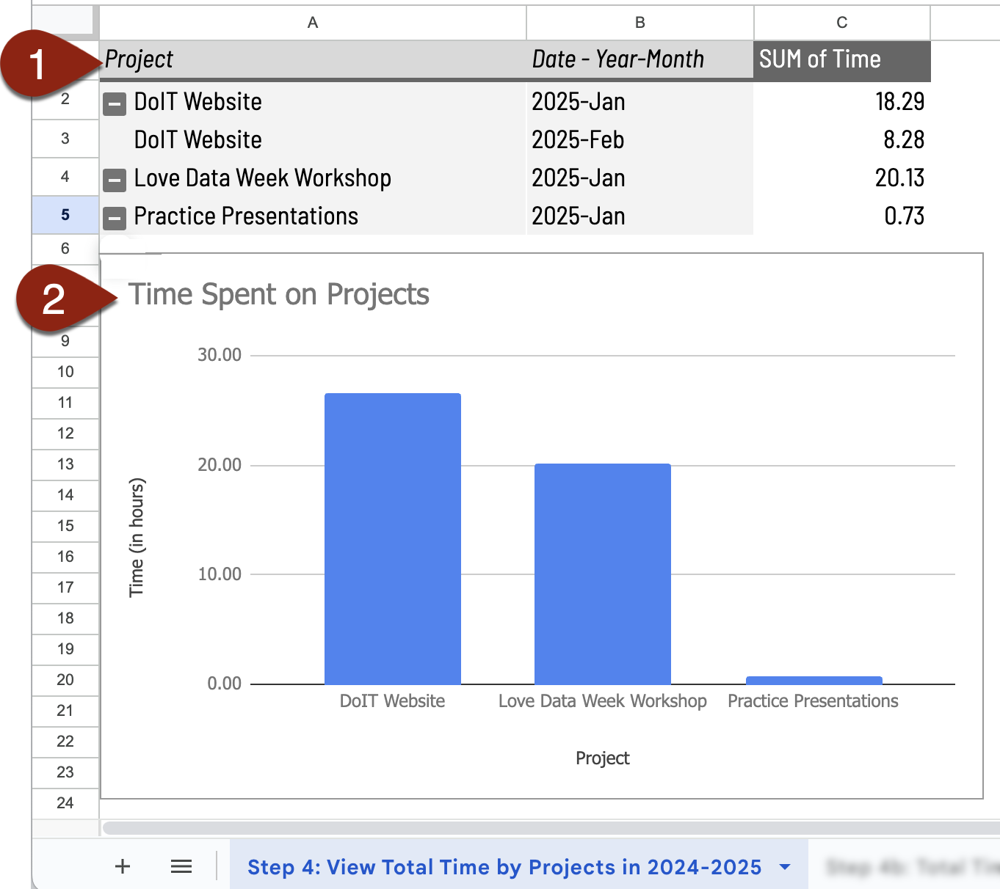 A B C
1 Project Date - Year-Month SUM of Time
2 DoIT Website 2025-Jan 18.29
3 DoIT Website 2025-Feb 8.28
4 Love Data Week Workshop 2025-Jan 20.13
5 Practice Presentations 2025-Jan 0.73
6
2 Time Spent on Projects
9
10
11
12
13
14
15
16
17
18
19
20
21
22
23
24
30.00
20.00
10.00
0.00
Time (in hours)
DoIT Website Love Data Week Workshop Practice Presentations
Project
Step 4: View Total Time by Projects in 2024-2025 Step 4b: Total